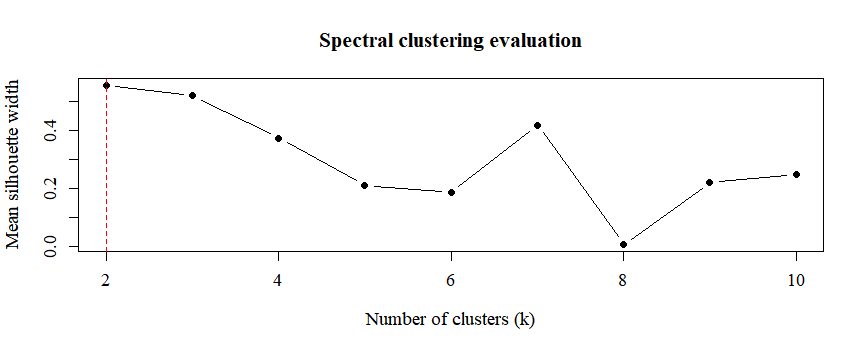 Spectral clustering evaluation
Mean silhouette width
0.4
0.2
0.0
2 4 6 8 10
Number of clusters (k)